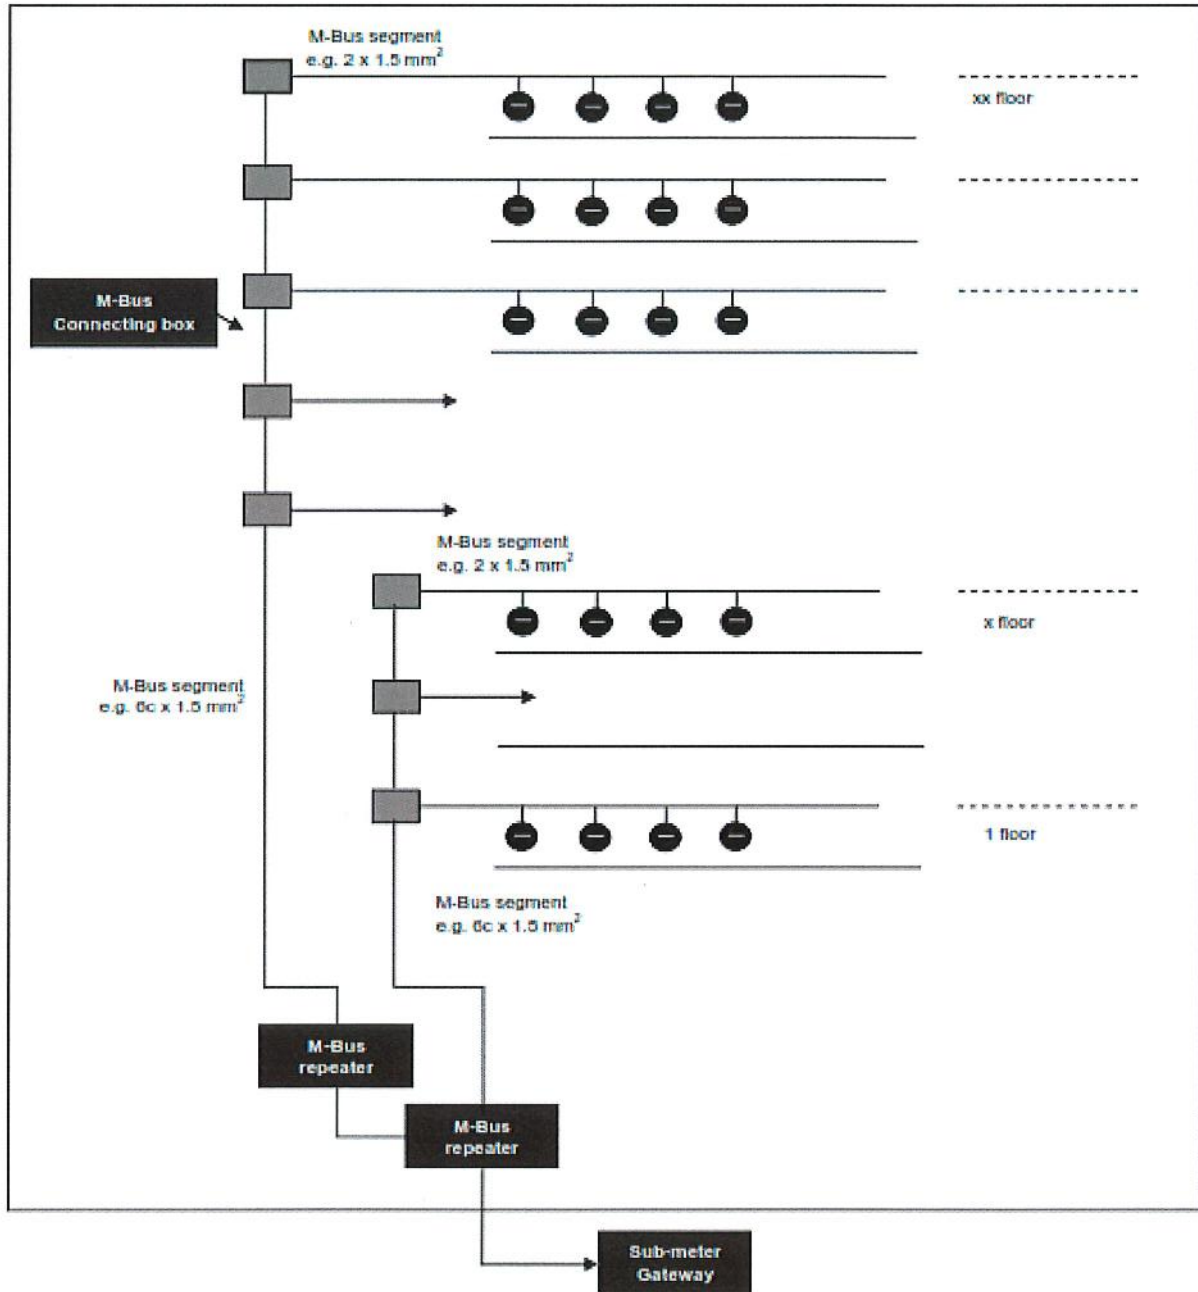 M-Bus segment
e.g. 2 x 1.5 mm²
xx floor
M-Bus
Connecting box
M-Bus segment
e.g. 2 x 1.5 mm²
x floor
M-Bus segment
e.g. 6c x 1.5 mm²
1 floor
M-Bus segment
e.g. 6c x 1.5 mm²
M-Bus
repeater
M-Bus
repeater
Sub-meter
Gateway